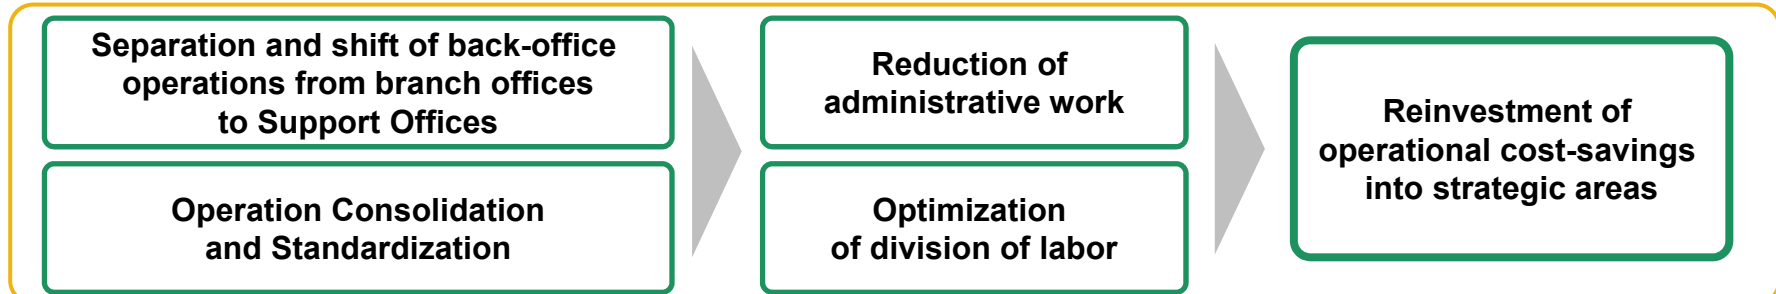 Separation and shift of back-office
operations from branch offices
to Support Offices
Operation Consolidation
and Standardization
Reduction of
administrative work
Optimization
of division of labor
Reinvestment of
operational cost-savings
into strategic areas